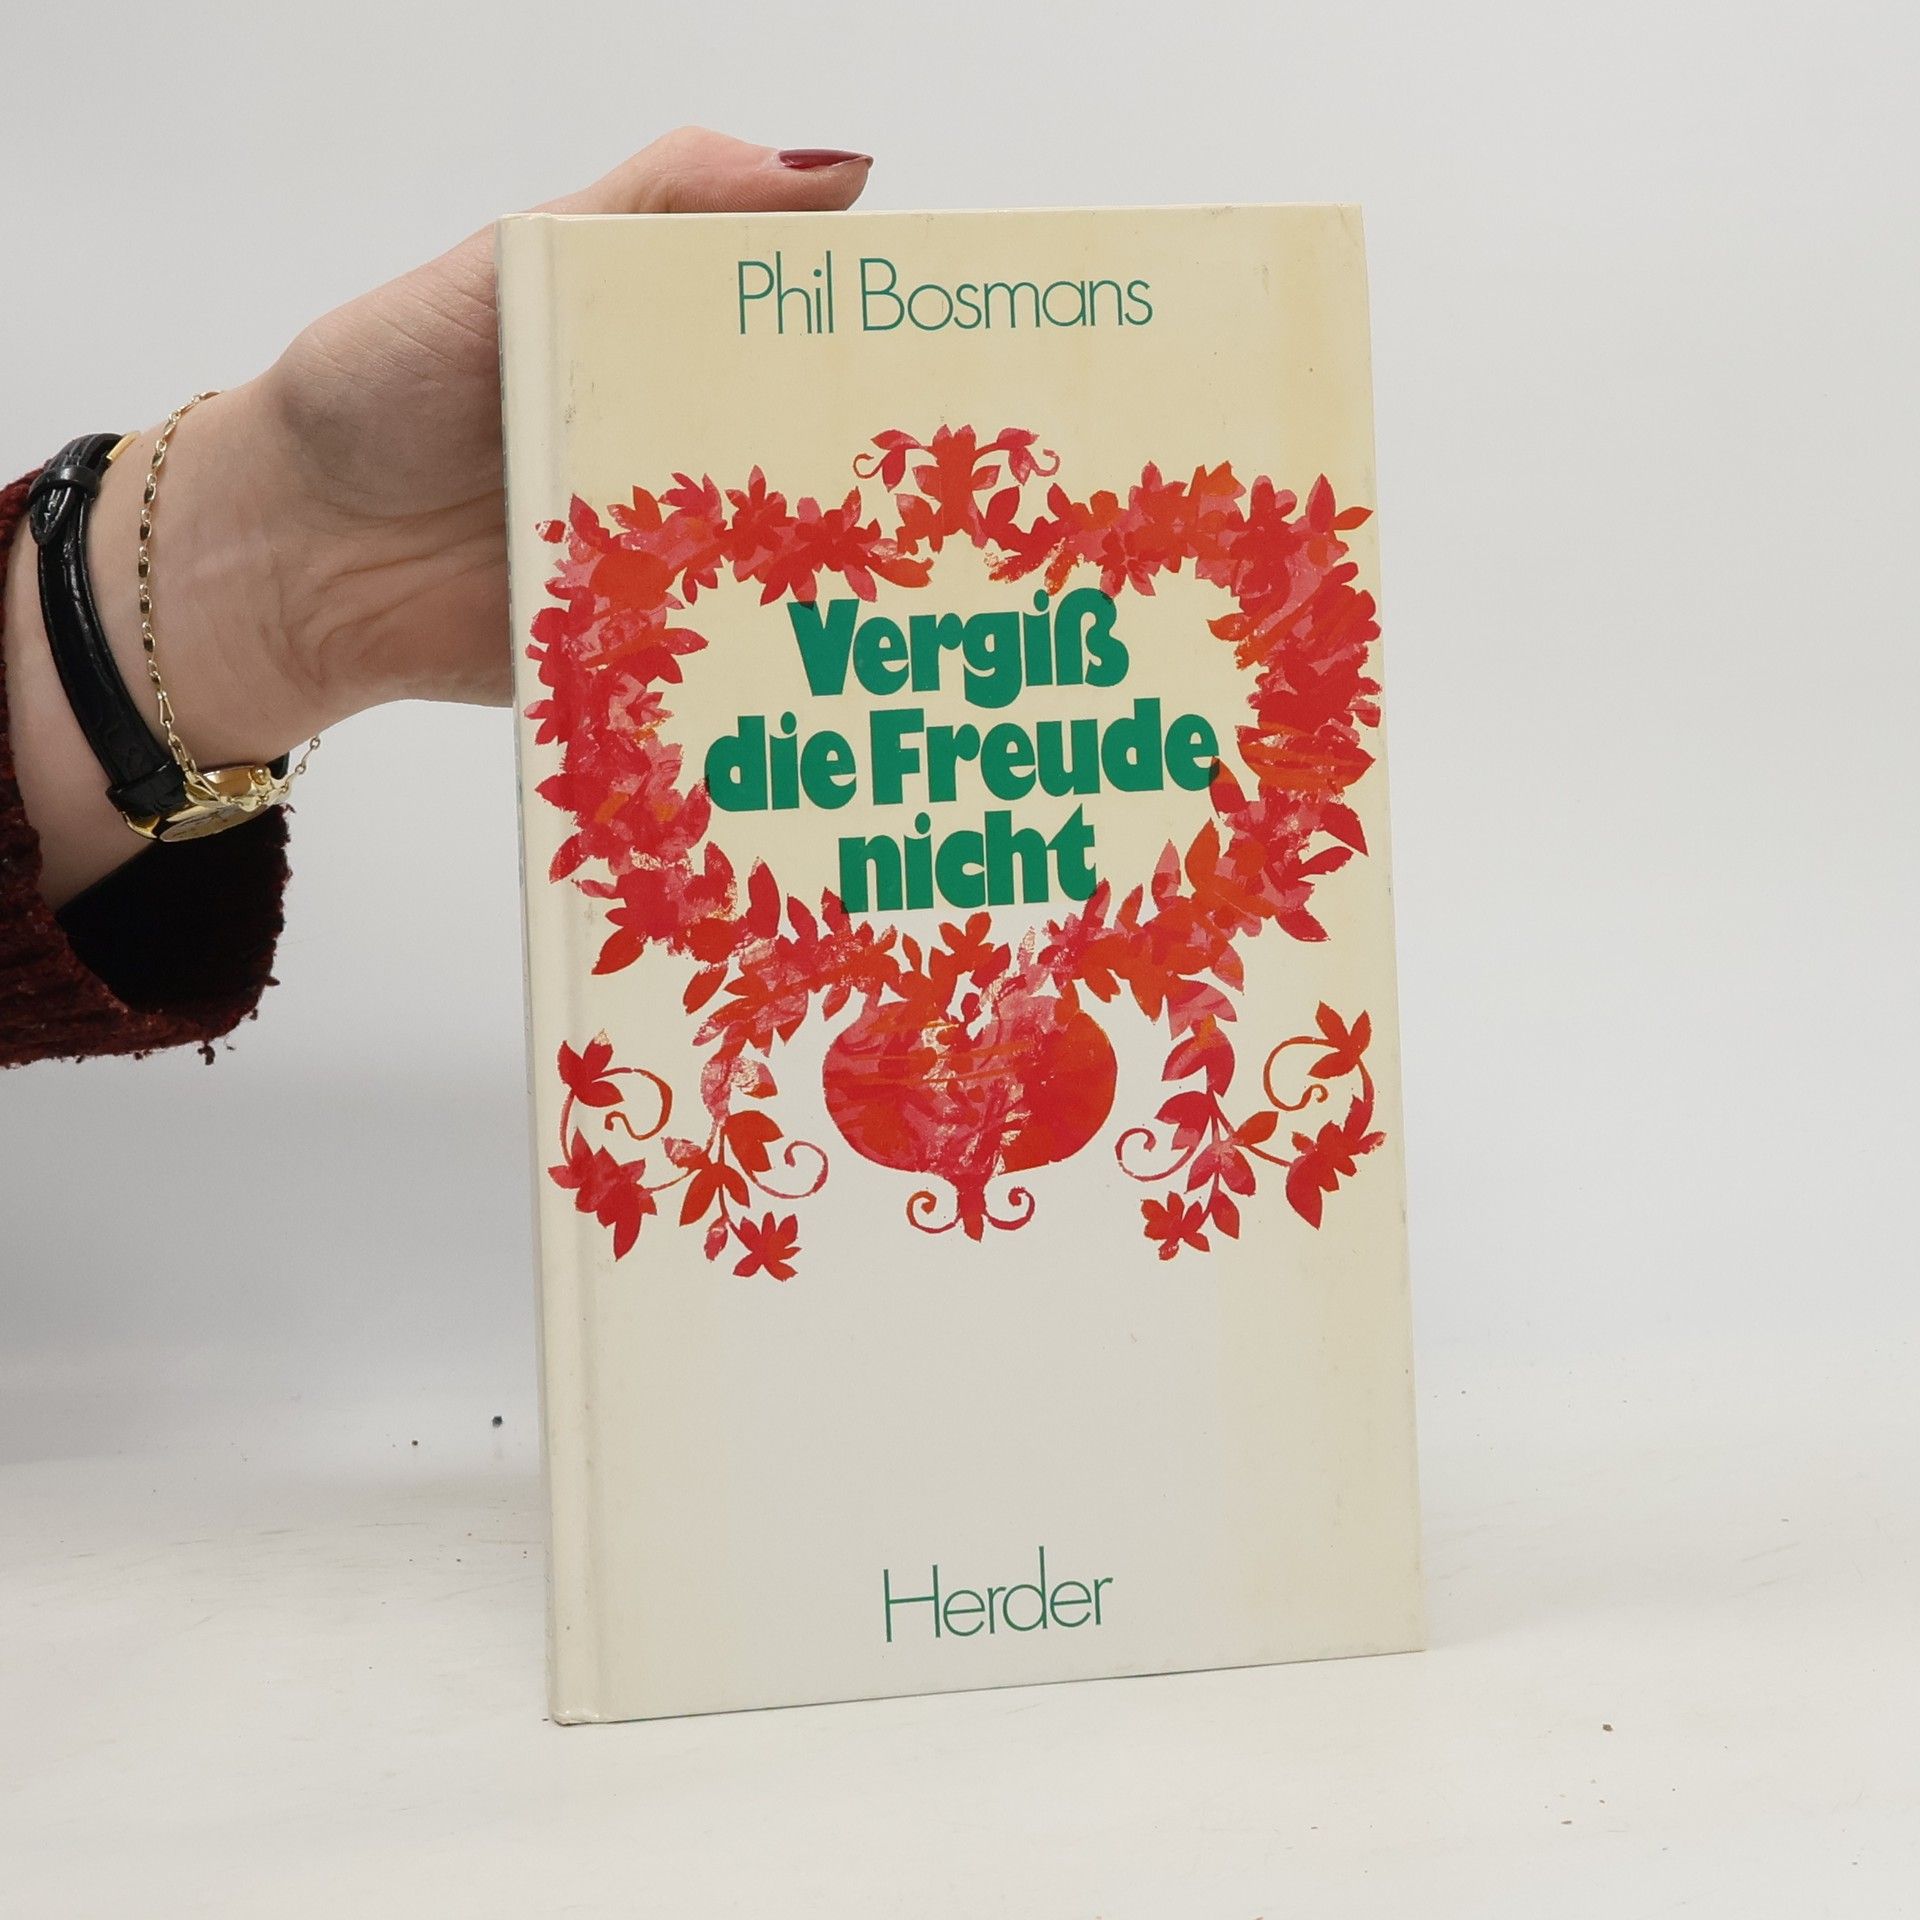 Phil Bosmans
Vergiß
die Freude
nicht
Herder